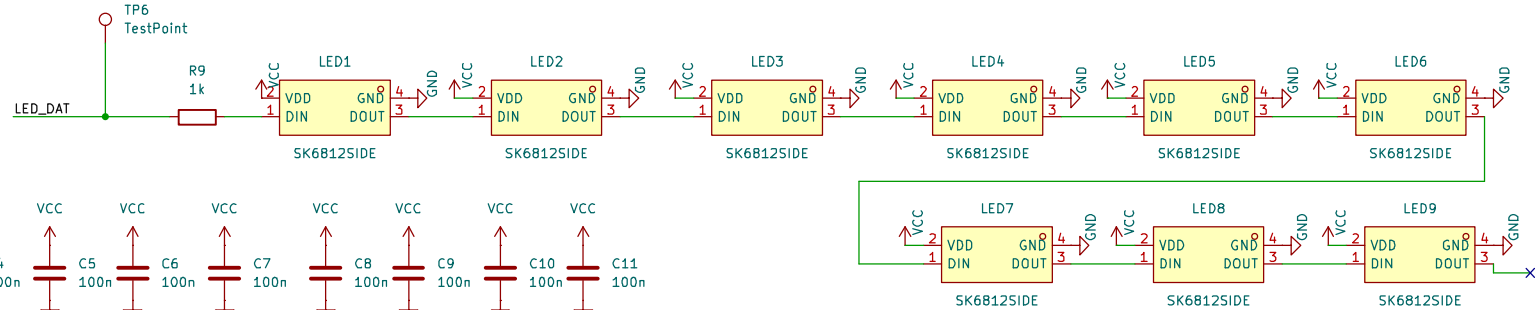 TP6
TestPoint
R9
1k
LED_DAT
LED1
VCC
2 VDD GND 4 GND
1 DIN DOUT 3
SK6812SIDE
LED2
VCC
2 VDD GND 4 GND
1 DIN DOUT 3
SK6812SIDE
LED3
VCC
2 VDD GND 4 GND
1 DIN DOUT 3
SK6812SIDE
LED4
VCC
2 VDD GND 4 GND
1 DIN DOUT 3
SK6812SIDE
LED5
VCC
2 VDD GND 4 GND
1 DIN DOUT 3
SK6812SIDE
LED6
VCC
2 VDD GND 4 GND
1 DIN DOUT 3
SK6812SIDE
VCC
C5
100n
VCC
C6
100n
VCC
C7
100n
VCC
C8
100n
VCC
C9
100n
VCC
C10
100n
VCC
C11
100n
LED7
VCC
2 VDD GND 4 GND
1 DIN DOUT 3
SK6812SIDE
LED8
VCC
2 VDD GND 4 GND
1 DIN DOUT 3
SK6812SIDE
LED9
VCC
2 VDD GND 4 GND
1 DIN DOUT 3
SK6812SIDE